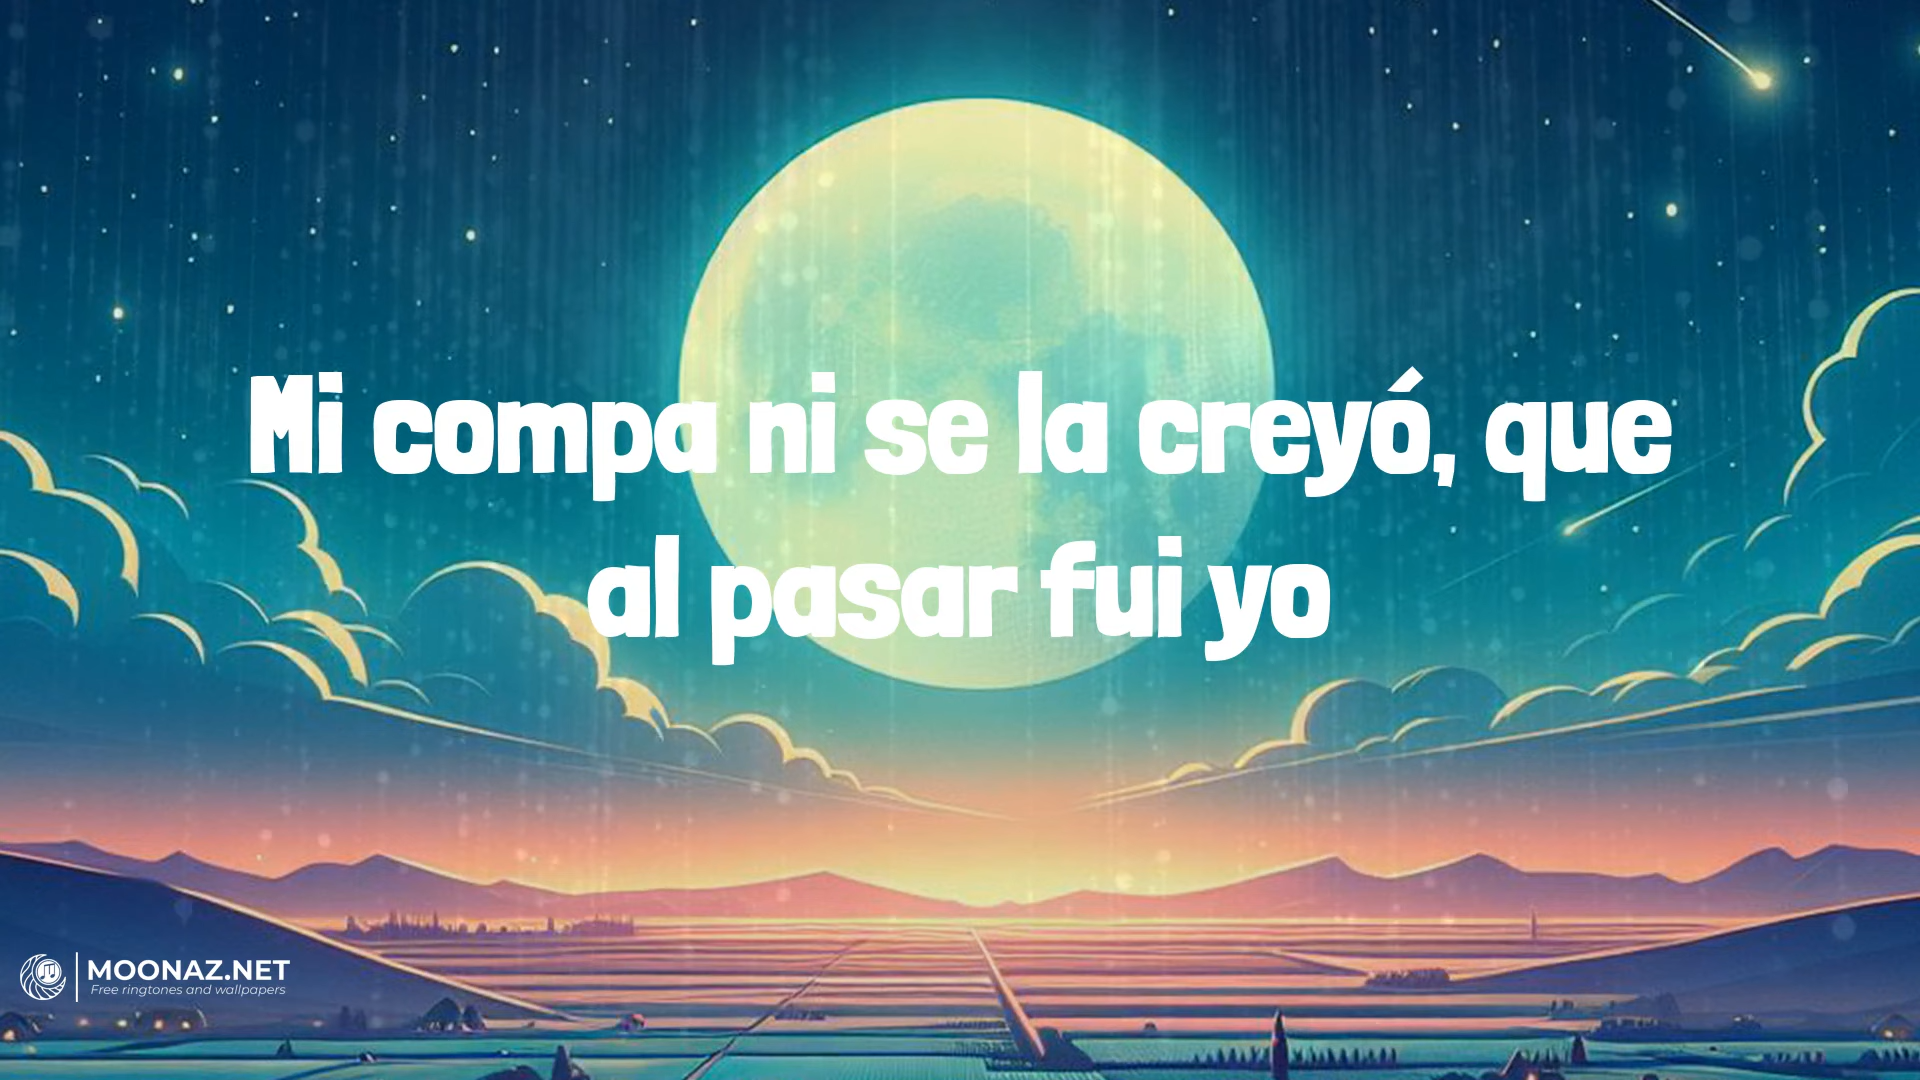 Mi compa ni se la creyó, que
al pasar fui yo
MOONAZ.NET
Free ringtones and wallpapers